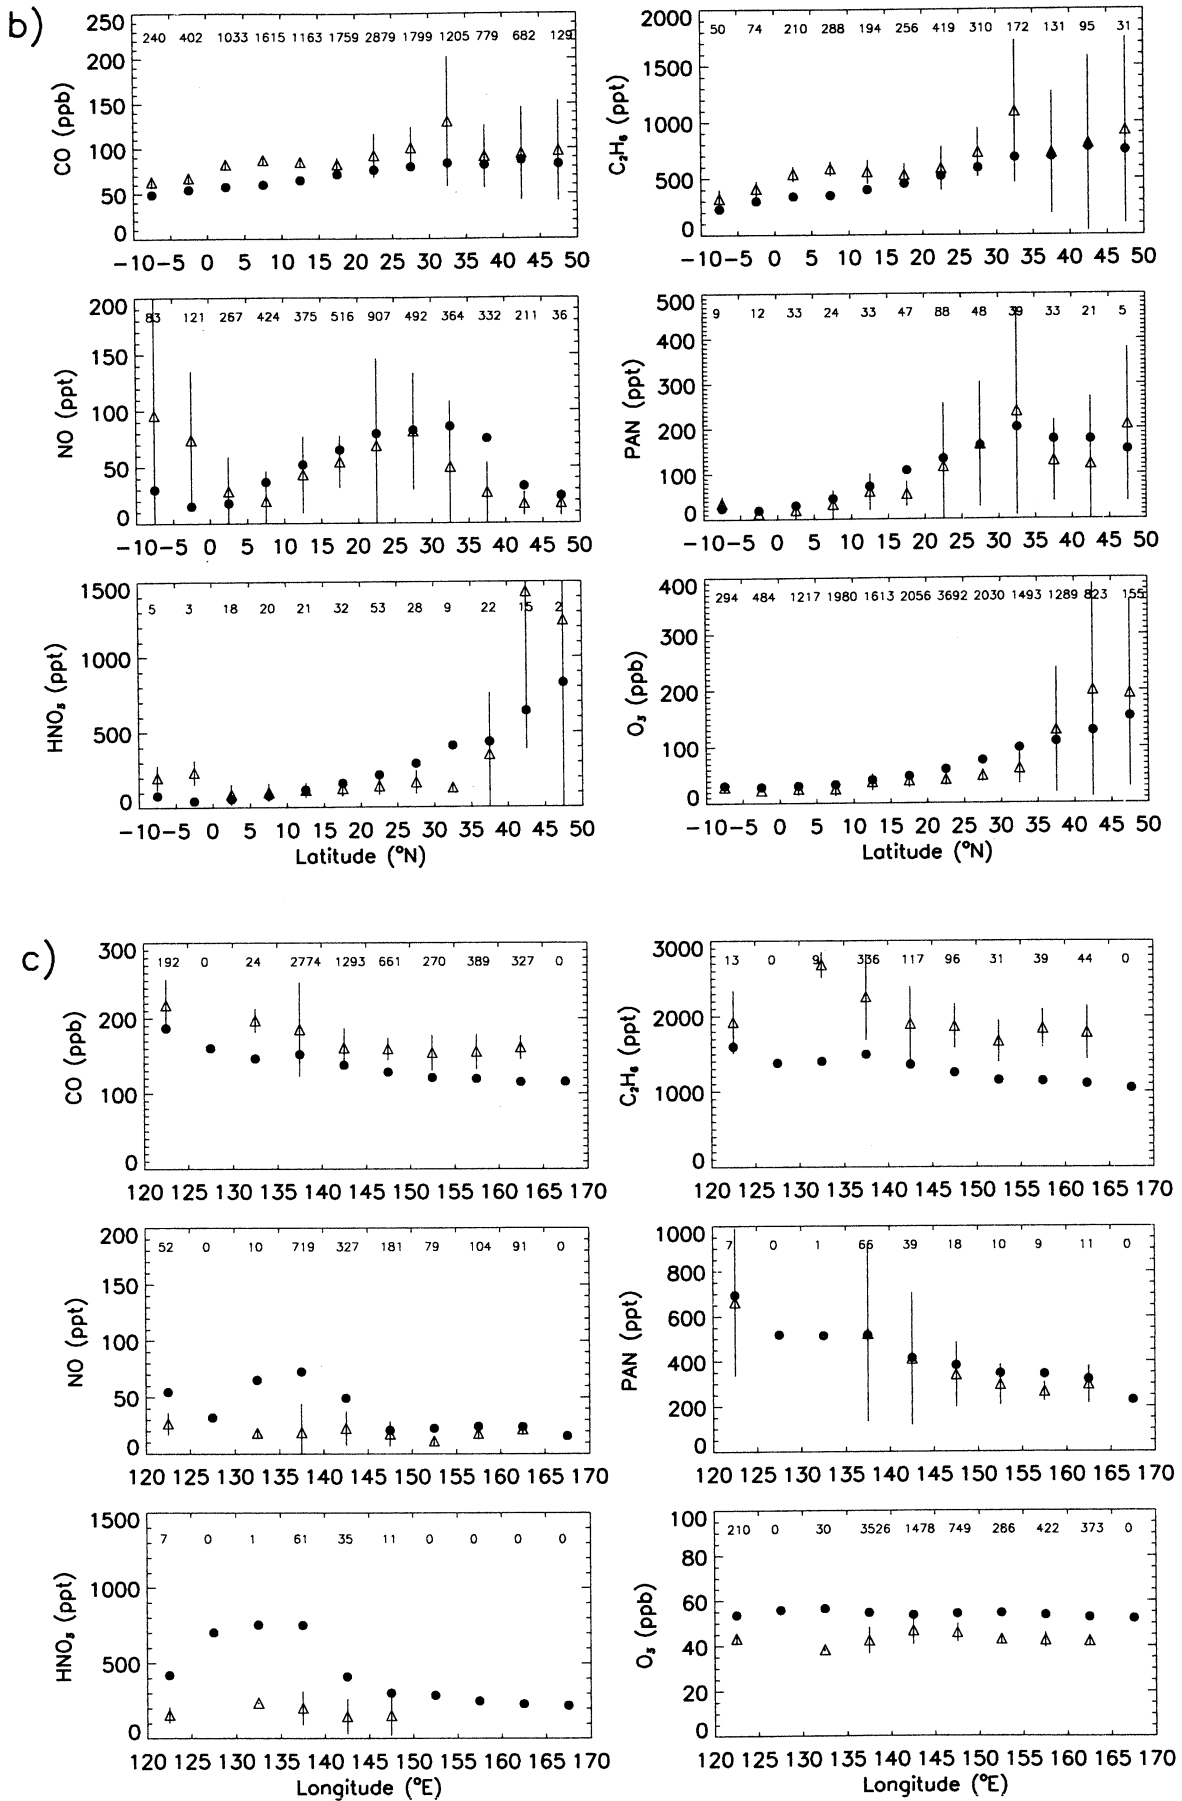 b)
CO (ppb)
250
200
150
100
50
0
240 402 1033 1615 1163 1759 2879 1799 1205 779 682 129
−10 −5 0 5 10 15 20 25 30 35 40 45 50
C₂H₆ (ppt)
2000
1500
1000
500
0
50 74 210 288 194 256 419 310 172 131 95 31
−10 −5 0 5 10 15 20 25 30 35 40 45 50
NO (ppt)
200
150
100
50
0
83 121 267 424 375 516 907 492 364 332 211 36
−10 −5 0 5 10 15 20 25 30 35 40 45 50
PAN (ppt)
500
400
300
200
100
0
9 12 33 24 33 47 88 48 39 33 21 5
−10 −5 0 5 10 15 20 25 30 35 40 45 50
HNO₃ (ppt)
1500
1000
500
0
5 3 18 20 21 32 53 28 9 22 15 2
−10 −5 0 5 10 15 20 25 30 35 40 45 50
Latitude (°N)
O₃ (ppb)
400
300
200
100
0
294 484 1217 1980 1613 2056 3692 2030 1493 1289 823 155
−10 −5 0 5 10 15 20 25 30 35 40 45 50
Latitude (°N)
c)
CO (ppb)
300
200
100
0
192 0 24 2774 1293 661 270 389 327 0
120 125 130 135 140 145 150 155 160 165 170
C₂H₆ (ppt)
3000
2000
1000
0
13 0 9 336 117 96 31 39 44 0
120 125 130 135 140 145 150 155 160 165 170
NO (ppt)
200
150
100
50
0
52 0 10 719 327 181 79 104 91 0
120 125 130 135 140 145 150 155 160 165 170
PAN (ppt)
1000
800
600
400
200
0
7 0 1 66 39 18 10 9 11 0
120 125 130 135 140 145 150 155 160 165 170
HNO₃ (ppt)
1500
1000
500
0
7 0 1 61 35 11 0 0 0 0
120 125 130 135 140 145 150 155 160 165 170
Longitude (°E)
O₃ (ppb)
100
80
60
40
20
0
210 0 30 3526 1478 749 286 422 373 0
120 125 130 135 140 145 150 155 160 165 170
Longitude (°E)